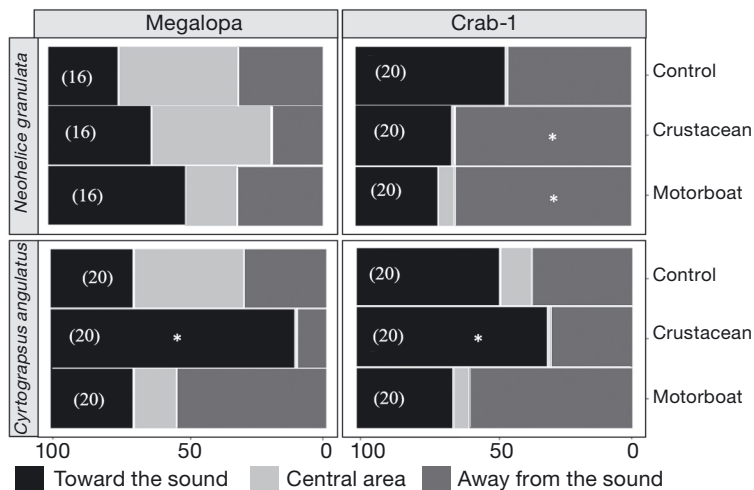 Megalopa Crab-1
Neohelice granulata
(16) (20) Control
(16) (20) * Crustacean
(16) (20) * Motorboat
Cyrtograpsus angulatus
(20) (20) Control
(20) * (20) * Crustacean
(20) (20) Motorboat
100 50 0 100 50 0
Toward the sound Central area Away from the sound